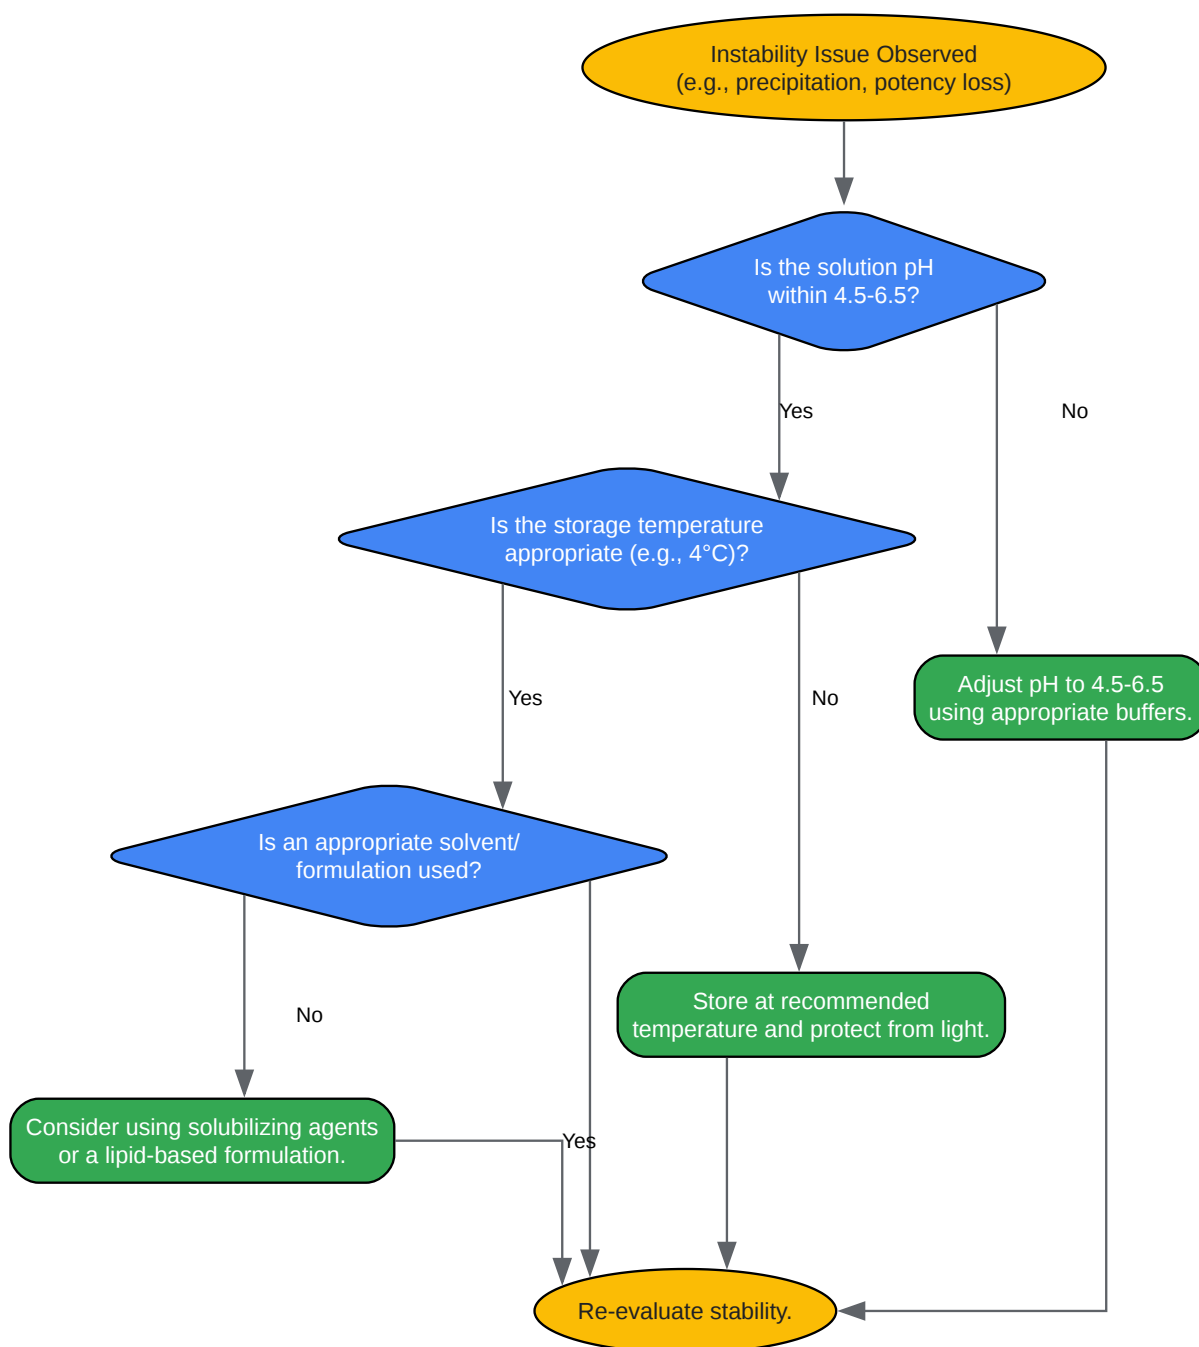 Instability Issue Observed
(e.g., precipitation, potency loss)
Is the solution pH
within 4.5-6.5?
Yes
No
Is the storage temperature
appropriate (e.g., 4°C)?
Adjust pH to 4.5-6.5
using appropriate buffers.
Yes
No
Is an appropriate solvent/
formulation used?
Store at recommended
temperature and protect from light.
No
Consider using solubilizing agents
or a lipid-based formulation.
Yes
Re-evaluate stability.